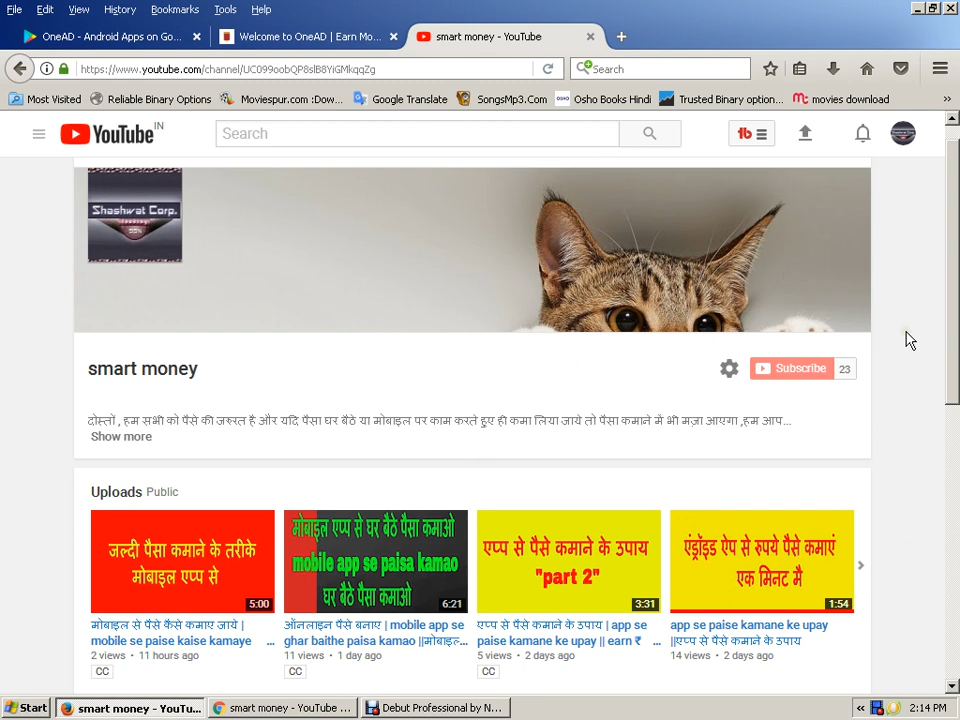 File Edit View History Bookmarks Tools Help
OneAD - Android Apps on Go...
Welcome to OneAD | Earn Mo...
smart money - YouTube
https://www.youtube.com/channel/UC099oobQP8slB8YiGMkqqZg
Search
Most Visited Reliable Binary Options Moviespur.com :Dow... Google Translate SongsMp3.Com Osho Books Hindi Trusted Binary option... movies download
YouTube IN
Search
tb
Shashwat Corp.
smart money
Subscribe 23
दोस्तों , हम सभी को पैसे की जरुरत है और यदि पैसा घर बैठे या मोबाइल पर काम करते हुए ही कमा लिया जाये तो पैसा कमाने में भी मज़ा आएगा ,हम आप...
Show more
Uploads Public
जल्दी पैसा कमाने के तरीके
मोबाइल एप्प से
5:00
मोबाइल एप्प से घर बैठे पैसा कमाओ
mobile app se paisa kamao
घर बैठे पैसा कमाओ
6:21
एप्प से पैसे कमाने के उपाय
"part 2"
3:31
एंड्रॉइड ऐप से रुपये पैसे कमाएं
एक मिनट मै
1:54
मोबाइल से पैसे कैसे कमाए जाये |
mobile se paise kaise kamaye ...
2 views • 11 hours ago
CC
ऑनलाइन पैसे बनाए | mobile app se
ghar baithe paisa kamao ||मोबाइल...
11 views • 1 day ago
CC
एप्प से पैसे कमाने के उपाय | app se
paise kamane ke upay || earn ₹ ...
5 views • 2 days ago
CC
app se paise kamane ke upay
||एप्प से पैसे कमाने के उपाय
14 views • 2 days ago
Start
smart money - YouTu...
smart money - YouTube ...
Debut Professional by N...
2:14 PM